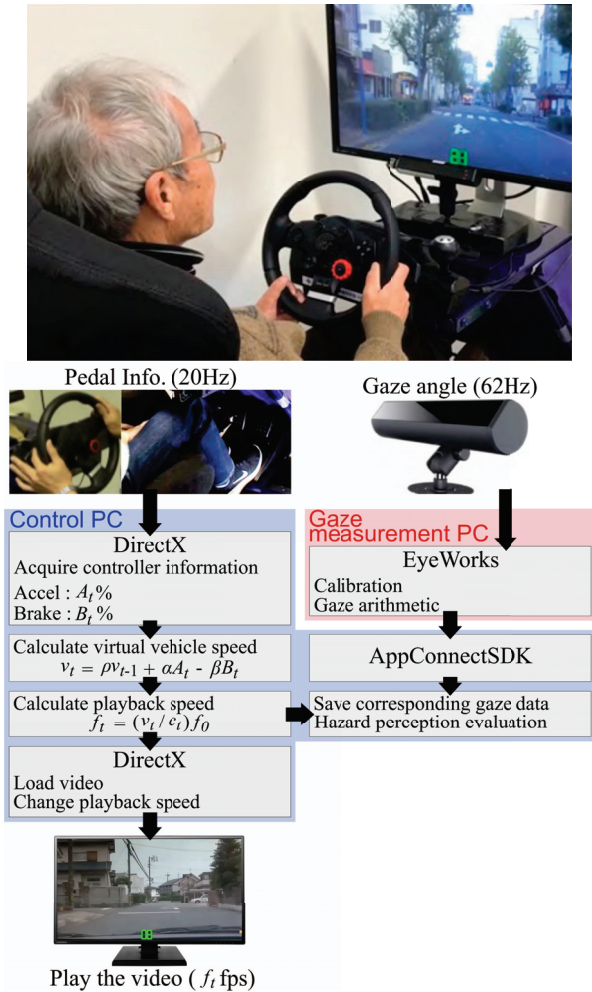 Pedal Info. (20Hz)
Gaze angle (62Hz)
Control PC
DirectX
Acquire controller information
Accel : Aₜ%
Brake : Bₜ%
Calculate virtual vehicle speed
vₜ = ρvₜ₋₁ + αAₜ - βBₜ
Calculate playback speed
fₜ = (vₜ / cₜ) f₀
DirectX
Load video
Change playback speed
Gaze
measurement PC
EyeWorks
Calibration
Gaze arithmetic
AppConnectSDK
Save corresponding gaze data
Hazard perception evaluation
Play the video ( fₜ fps)